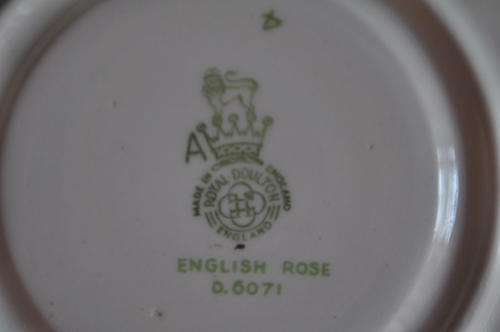 A
MADE IN ENGLAND
ROYAL DOULTON
ENGLAND
ENGLISH ROSE
D.6071